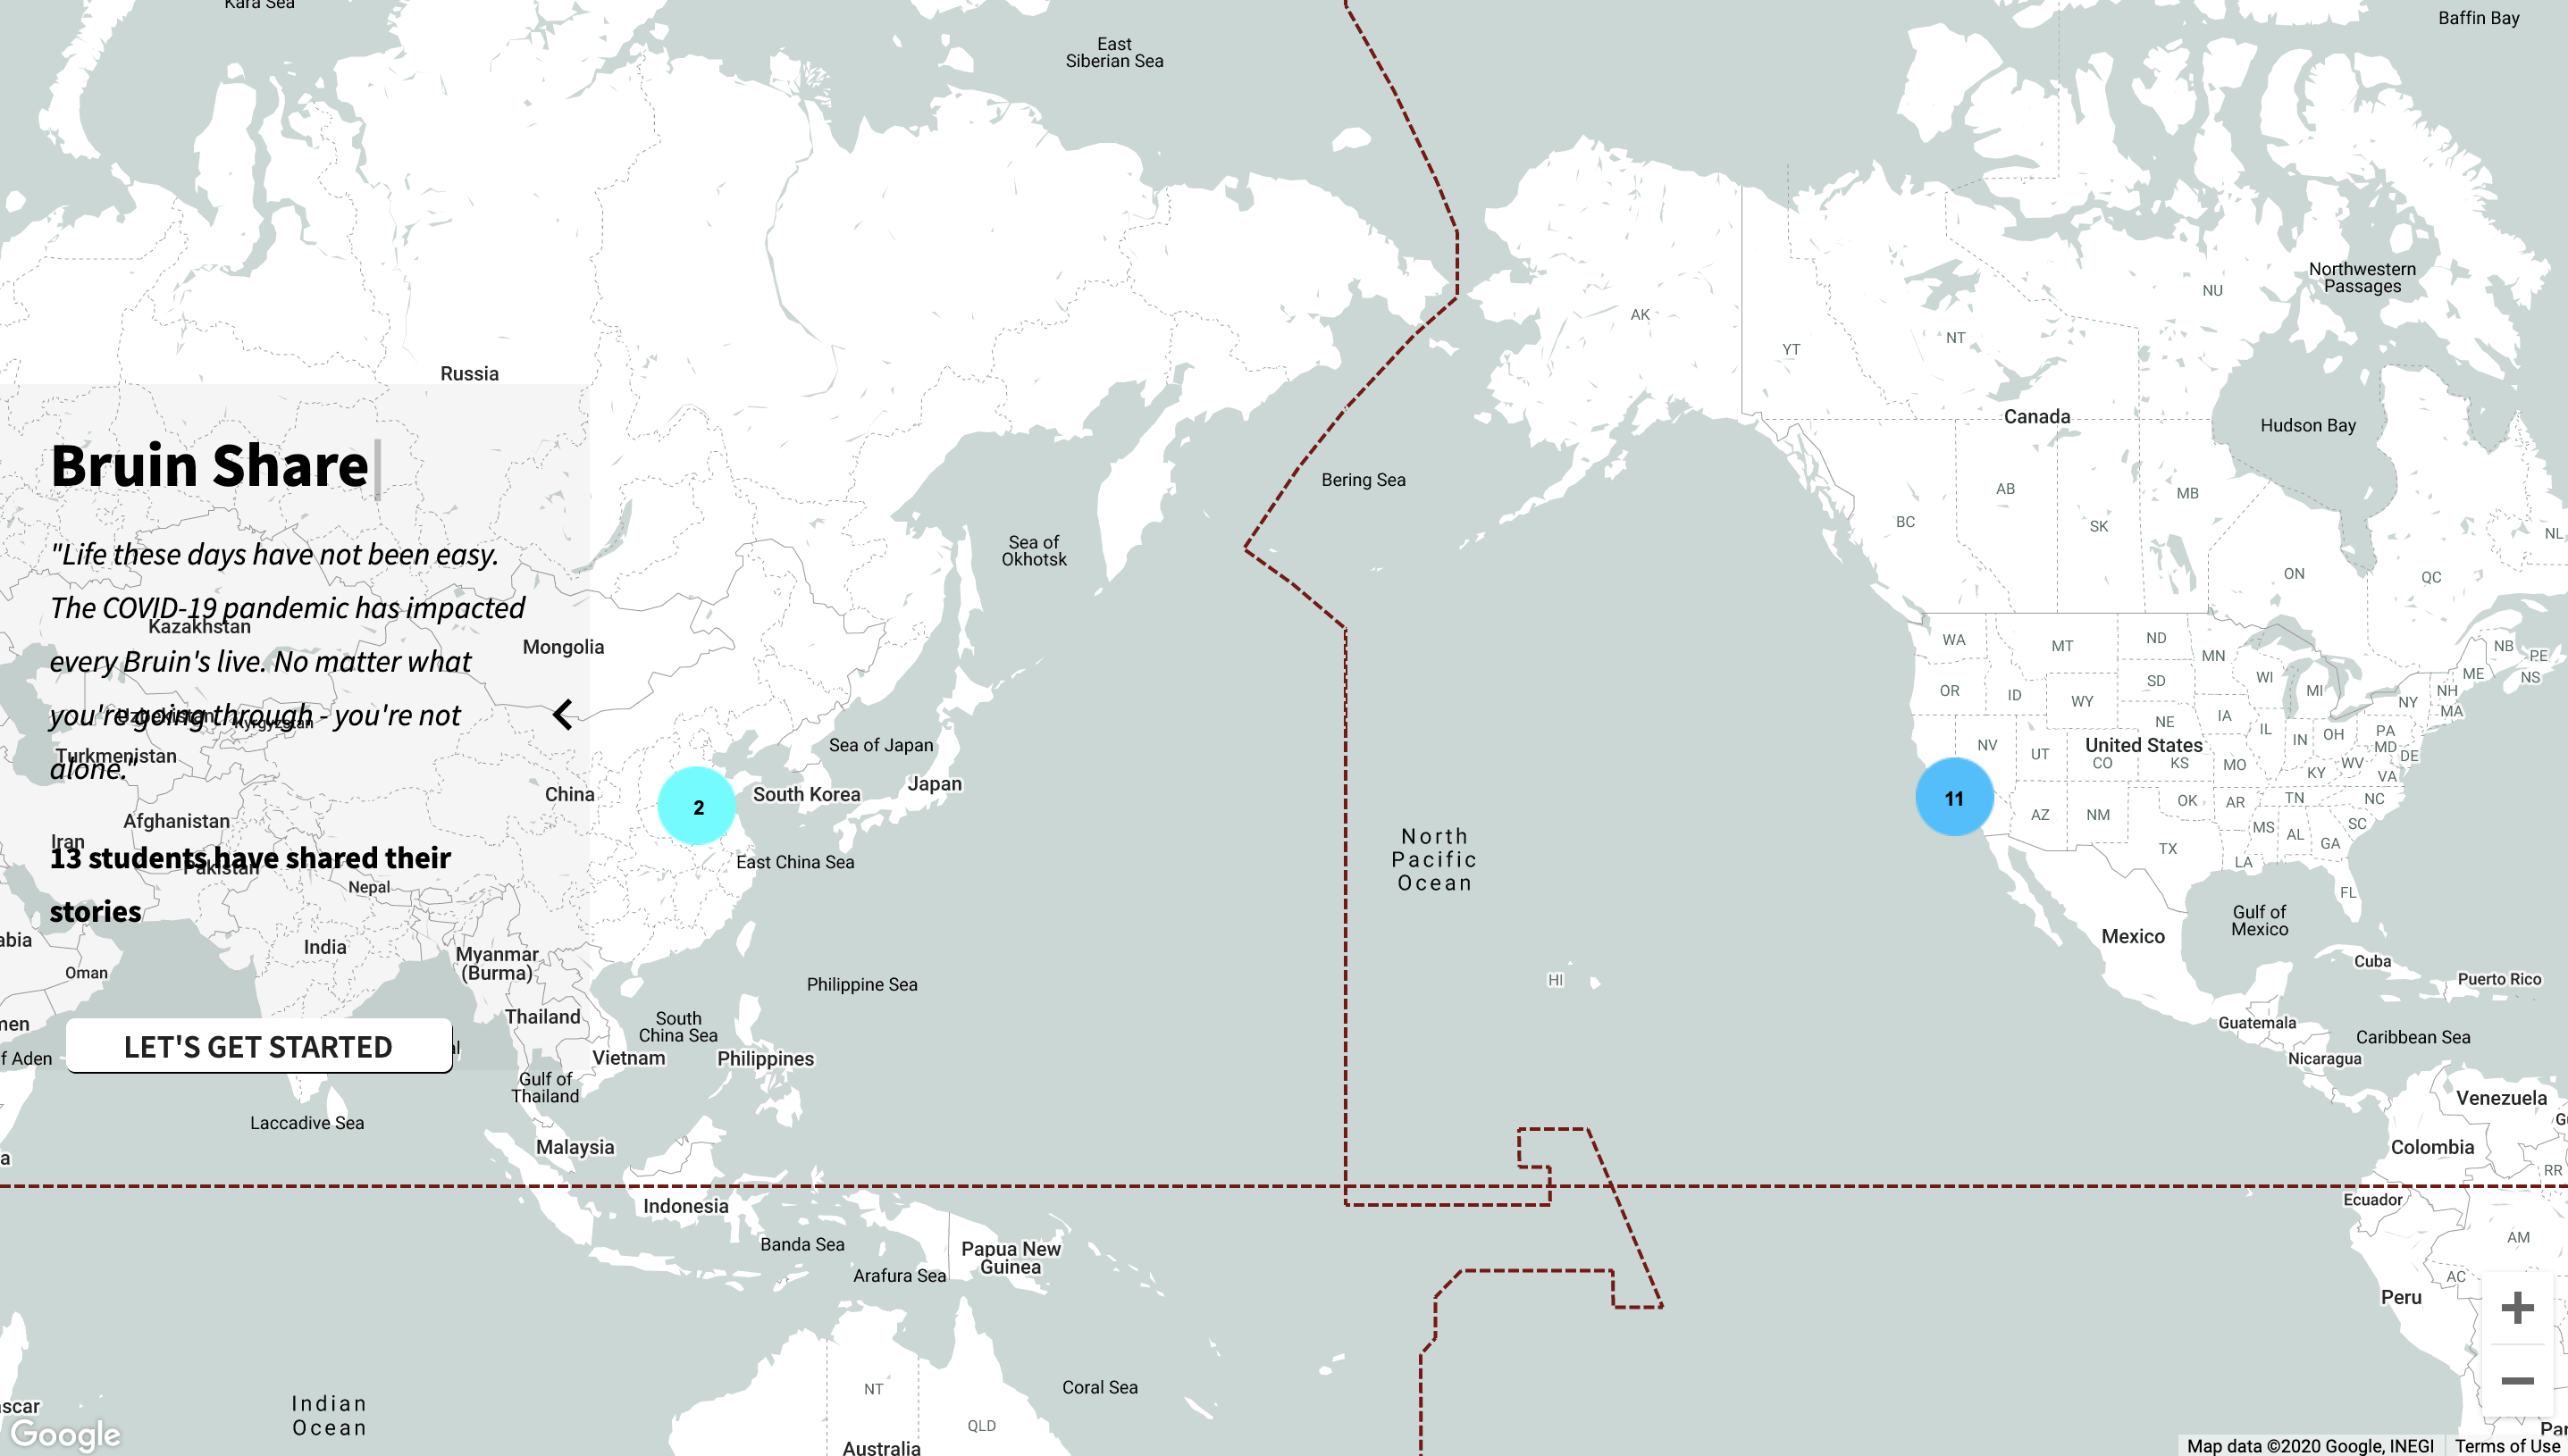 Kara Sea
Baffin Bay
East
Siberian Sea
Northwestern
Passages
NU
AK
NT
YT
Russia
Canada
Hudson Bay
Bruin Share
Bering Sea
AB
MB
BC
SK
NL
Sea of
Okhotsk
"Life these days have not been easy.
The COVID-19 pandemic has impacted
every Bruin's live. No matter what
you're going through - you're not
alone."
ON
QC
Kazakhstan
Mongolia
Uzbekistan
Kyrgyzstan
Turkmenistan
WA
MT
ND
MN
NB
PE
NS
ME
OR
ID
SD
WI
MI
NH
NY
MA
WY
NE
IA
IL
IN
OH
PA
MD
DE
NV
UT
United States
CO
KS
MO
KY
WV
VA
Sea of Japan
Japan
South Korea
China
2
11
AZ
NM
OK
AR
TN
NC
MS
AL
SC
GA
TX
LA
FL
Afghanistan
Iran
13 students have shared their
stories
Pakistan
Nepal
East China Sea
North
Pacific
Ocean
Gulf of
Mexico
Mexico
abia
India
Oman
Myanmar
(Burma)
Cuba
Puerto Rico
HI
Philippine Sea
men
Thailand
South
China Sea
Guatemala
Caribbean Sea
LET'S GET STARTED
al
f Aden
Vietnam
Philippines
Nicaragua
Gulf of
Thailand
Venezuela
G
Laccadive Sea
Malaysia
Colombia
a
RR
Indonesia
Ecuador
Banda Sea
Papua New
Guinea
AM
Arafura Sea
AC
Peru
NT
Coral Sea
Indian
Ocean
ascar
QLD
Par
Google
Australia
Map data ©2020 Google, INEGI
Terms of Use